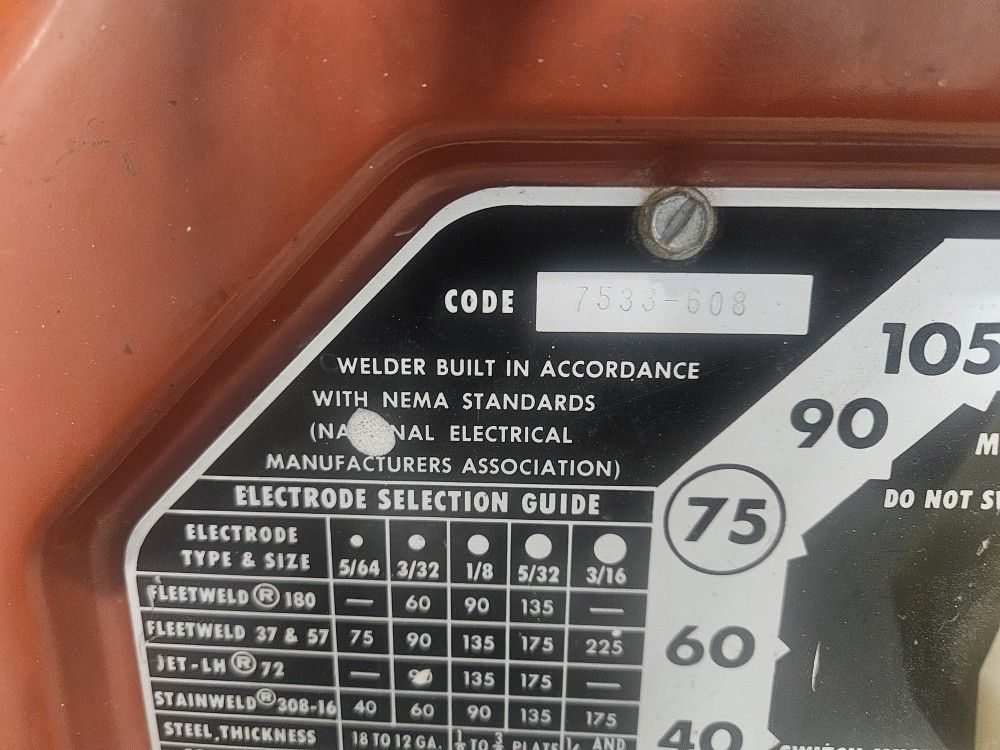 CODE 7533-608
WELDER BUILT IN ACCORDANCE
WITH NEMA STANDARDS
NAL ELECTRICAL
MANUFACTURERS ASSOCIATION)
ELECTRODE SELECTION GUIDE
ELECTRODE
TYPE & SIZE 5/64 3/32 1/8 5/32 3/16
FLEETWELD ® 180 — 60 90 135 —
FLEETWELD 37 & 57 75 90 135 175 225
JET-LH ® 72 — 135 175 —
STAINWELD ® 308-16 40 60 90 135 175
STEEL THICKNESS 18 TO 12 GA. TO PLATE AND
105
90
75
60
40
DO NOT